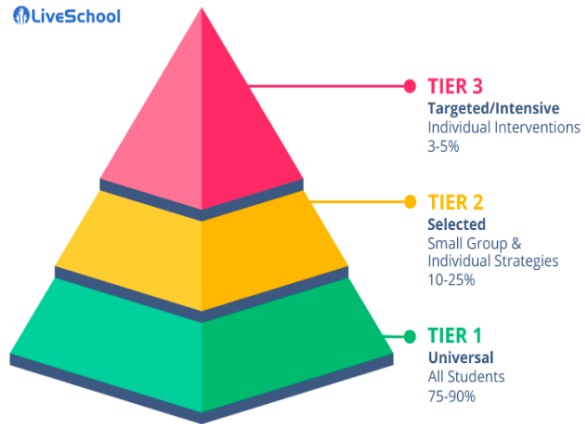 LiveSchool
TIER 3
Targeted/Intensive
Individual Interventions
3-5%
TIER 2
Selected
Small Group &
Individual Strategies
10-25%
TIER 1
Universal
All Students
75-90%